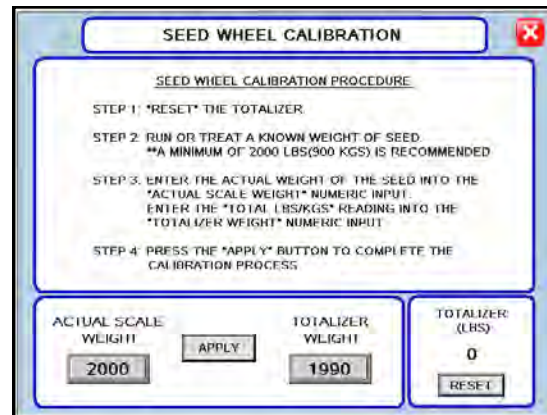 SEED WHEEL CALIBRATION
SEED WHEEL CALIBRATION PROCEDURE
STEP 1: "RESET" THE TOTALIZER
STEP 2: RUN OR TREAT A KNOWN WEIGHT OF SEED.
**A MINIMUM OF 2000 LBS(900 KGS) IS RECOMMENDED
STEP 3: ENTER THE ACTUAL WEIGHT OF THE SEED INTO THE
"ACTUAL SCALE WEIGHT" NUMERIC INPUT.
ENTER THE "TOTAL LBS/KGS" READING INTO THE
"TOTALIZER WEIGHT" NUMERIC INPUT
STEP 4: PRESS THE "APPLY" BUTTON TO COMPLETE THE
CALIBRATION PROCESS
ACTUAL SCALE
WEIGHT
2000
APPLY
TOTALIZER
WEIGHT
1990
TOTALIZER
(LBS)
0
RESET